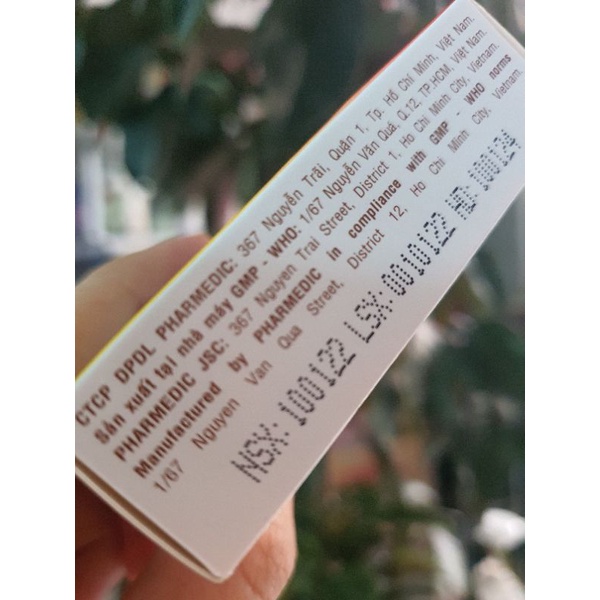 CTCP DPDL PHARMEDIC: 367 Nguyễn Trãi, Quận 1, Tp. Hồ Chí Minh, Việt Nam.
Sản xuất tại nhà máy GMP - WHO: 1/67 Nguyễn Văn Quá, Q.12, TP.HCM, Việt Nam.
PHARMEDIC JSC: 367 Nguyen Trai Street, District 1, Ho Chi Minh City, Vietnam.
Manufactured by PHARMEDIC in compliance with GMP - WHO norms
1/67 Nguyen Van Qua Street, District 12, Ho Chi Minh City, Vietnam.
NSX: 100122 LSX: 0010122 HD: 100124